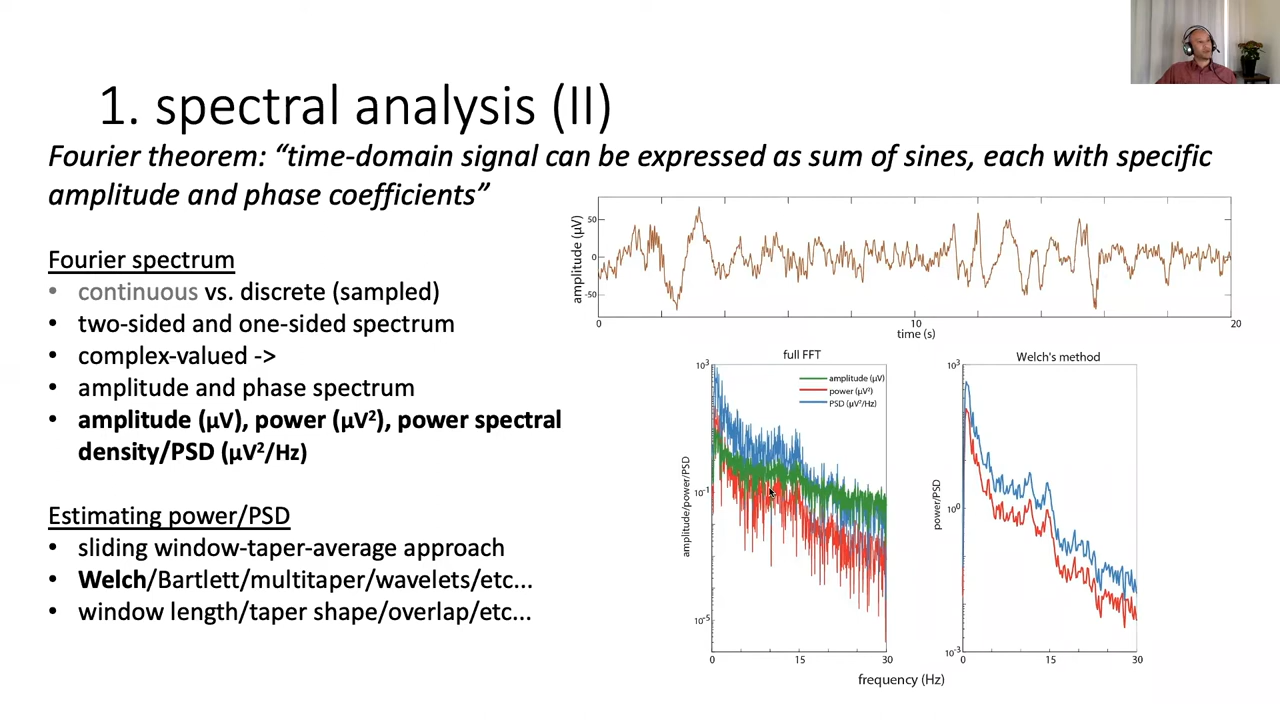 1. spectral analysis (II)
Fourier theorem: “time-domain signal can be expressed as sum of sines, each with specific
amplitude and phase coefficients”
Fourier spectrum
• continuous vs. discrete (sampled)
• two-sided and one-sided spectrum
• complex-valued ->
• amplitude and phase spectrum
• amplitude (µV), power (µV²), power spectral
density/PSD (µV²/Hz)
Estimating power/PSD
• sliding window-taper-average approach
• Welch/Bartlett/multitaper/wavelets/etc...
• window length/taper shape/overlap/etc...
amplitude (µV)
50
0
-50
0
10
20
time (s)
full FFT
amplitude (µV)
power (µV²)
PSD (µV²/Hz)
amplitude/power/PSD
10³
10⁻¹
10⁻⁵
0
15
30
Welch's method
power/PSD
10³
10⁰
10⁻³
0
15
30
frequency (Hz)